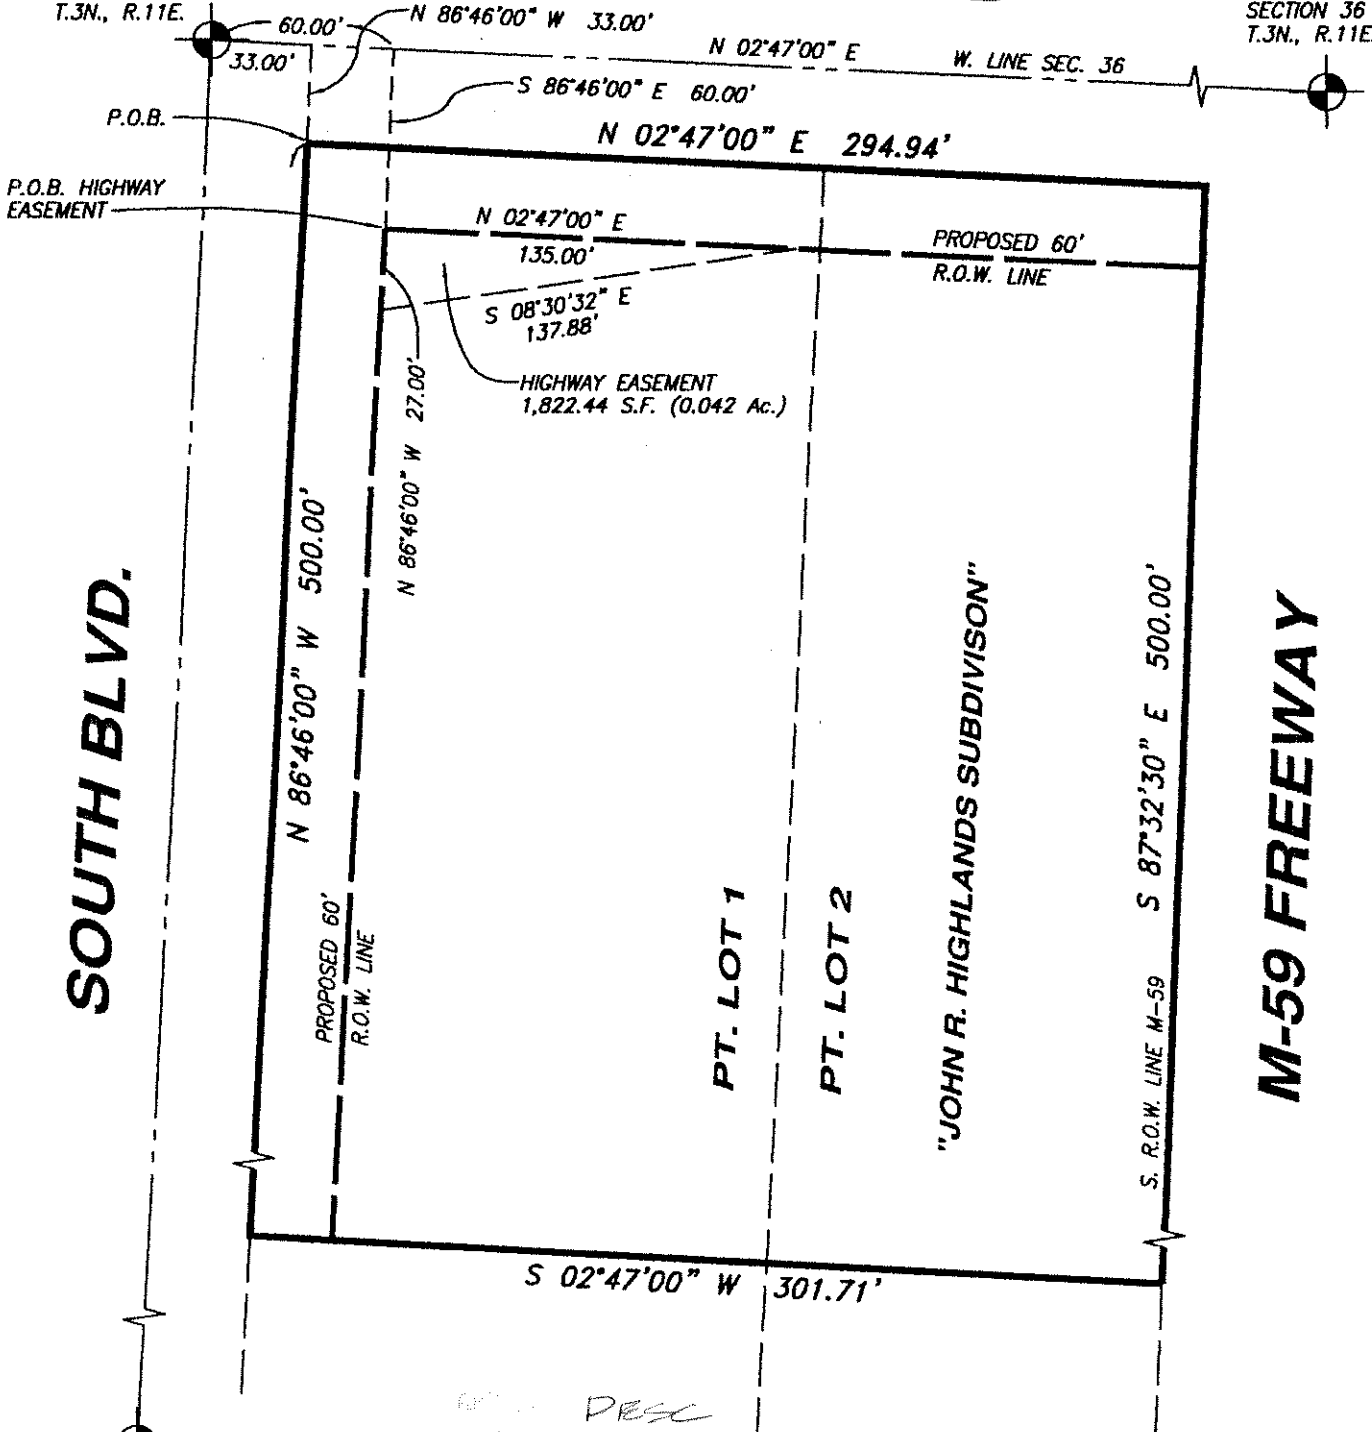 T.3N., R.11E.
60.00'
N 86°46'00" W 33.00'
SECTION 36
T.3N., R.11E
33.00'
N 02°47'00" E
W. LINE SEC. 36
S 86°46'00" E 60.00'
P.O.B.
N 02°47'00" E 294.94'
P.O.B. HIGHWAY
EASEMENT
N 02°47'00" E
135.00'
PROPOSED 60'
R.O.W. LINE
S 08°30'32" E
137.88'
N 86°46'00" W 27.00'
HIGHWAY EASEMENT
1,822.44 S.F. (0.042 Ac.)
SOUTH BLVD.
N 86°46'00" W 500.00'
PROPOSED 60'
R.O.W. LINE
PT. LOT 1
PT. LOT 2
"JOHN R. HIGHLANDS SUBDIVISON"
S 87°32'30" E 500.00'
S. R.O.W. LINE M-59
M-59 FREEWAY
S 02°47'00" W 301.71'
DESC